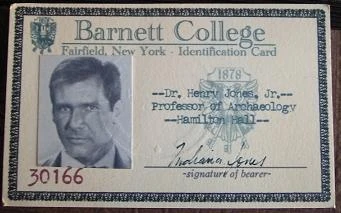 Barnett College
Fairfield, New York - Identification Card
1878
--Dr. Henry Jones, Jr.--
Professor of Archaeology
--Hamilton Hall--
Indiana Jones
-signature of bearer-
30166